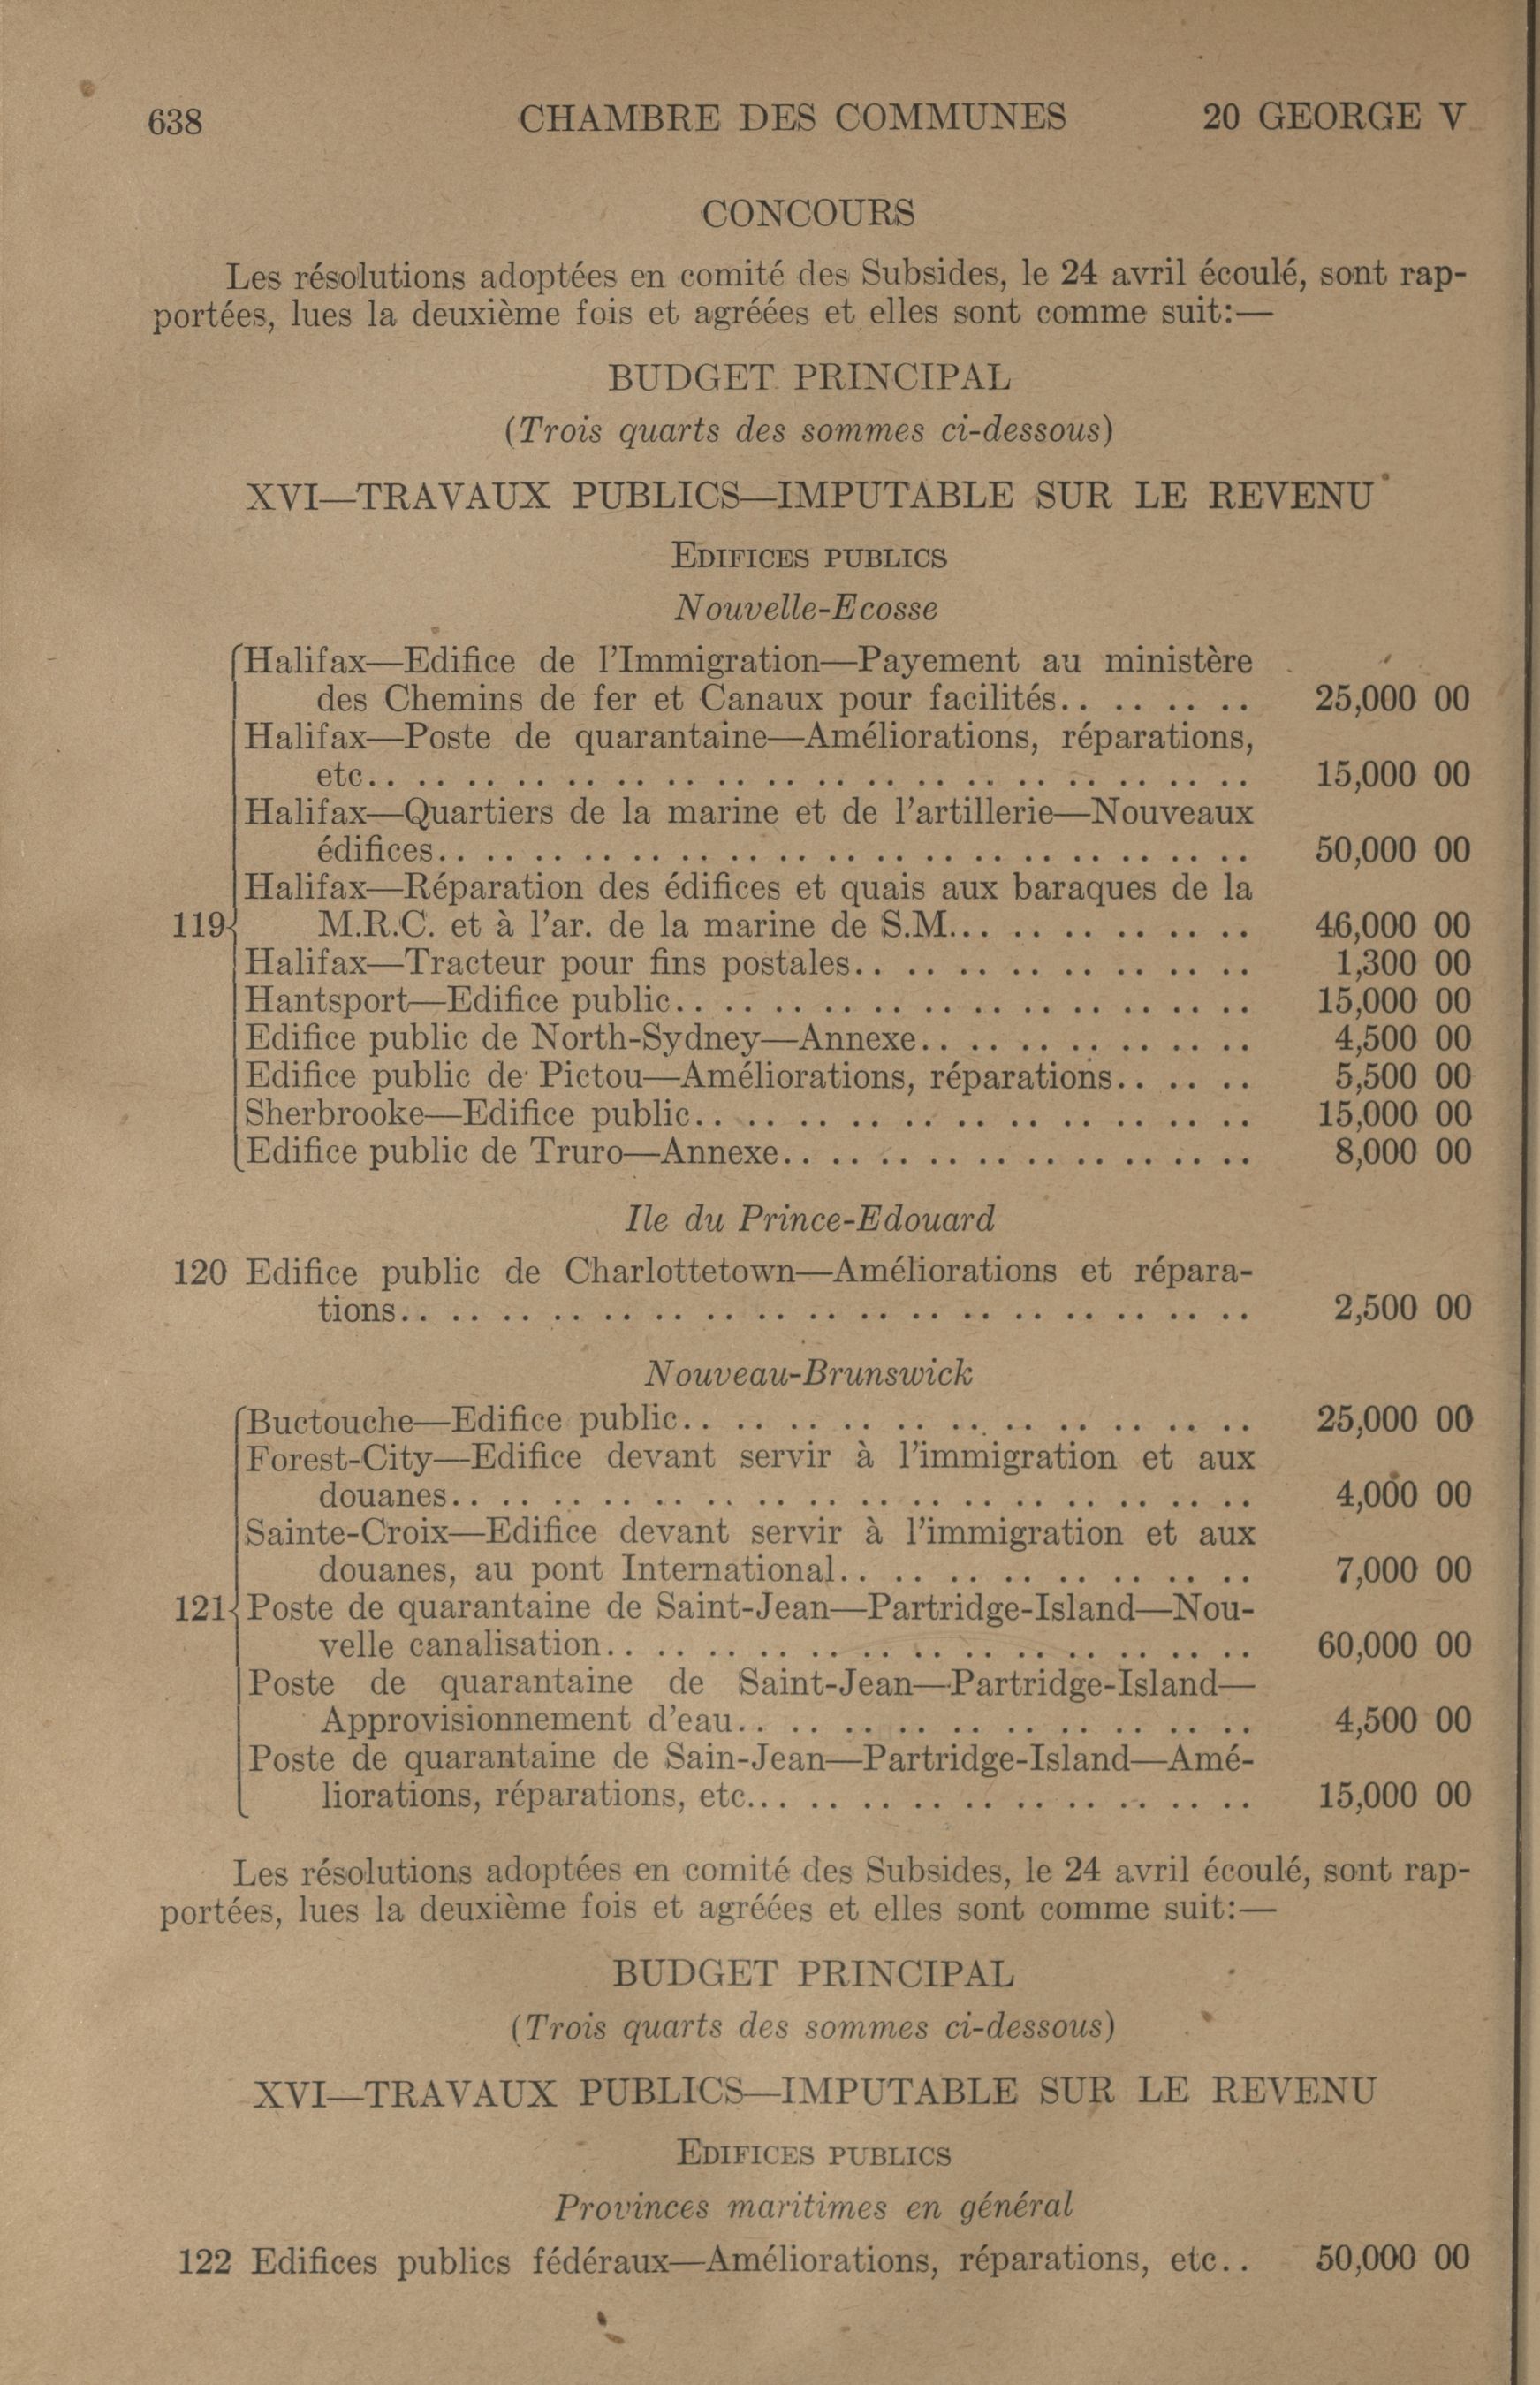 638 CHAMBRE DES COMMUNES 20 GEORGE V
CONCOURS
Les résolutions adoptées en comité des Subsides, le 24 avril écoulé, sont rap-
portées, lues la deuxième fois et agréées et elles sont comme suit:—
BUDGET PRINCIPAL
(Trois quarts des sommes ci-dessous)
XVI—TRAVAUX PUBLICS—IMPUTABLE SUR LE REVENU
EDIFICES PUBLICS
Nouvelle-Ecosse
Halifax—Edifice de l'Immigration—Payement au ministère
des Chemins de fer et Canaux pour facilités.. .. .. .. 25,000 00
Halifax—Poste de quarantaine—Améliorations, réparations,
etc.. .. .. .. .. .. .. .. .. .. .. .. .. .. .. .. .. .. 15,000 00
Halifax—Quartiers de la marine et de l'artillerie—Nouveaux
édifices.. .. .. .. .. .. .. .. .. .. .. .. .. .. .. .. .. 50,000 00
Halifax—Réparation des édifices et quais aux baraques de la
119{ M.R.C. et à l'ar. de la marine de S.M... .. .. .. .. .. 46,000 00
Halifax—Tracteur pour fins postales.. .. .. .. .. .. .. .. 1,300 00
Hantsport—Edifice public.. .. .. .. .. .. .. .. .. .. .. .. 15,000 00
Edifice public de North-Sydney—Annexe.. .. .. .. .. .. .. 4,500 00
Edifice public de Pictou—Améliorations, réparations.. .. .. 5,500 00
Sherbrooke—Edifice public.. .. .. .. .. .. .. .. .. .. .. 15,000 00
Edifice public de Truro—Annexe.. .. .. .. .. .. .. .. .. .. 8,000 00
Ile du Prince-Edouard
120 Edifice public de Charlottetown—Améliorations et répara-
tions.. .. .. .. .. .. .. .. .. .. .. .. .. .. .. .. .. 2,500 00
Nouveau-Brunswick
Buctouche—Edifice public.. .. .. .. .. .. .. .. .. .. .. 25,000 00
Forest-City—Edifice devant servir à l'immigration et aux
douanes.. .. .. .. .. .. .. .. .. .. .. .. .. .. .. .. 4,000 00
Sainte-Croix—Edifice devant servir à l'immigration et aux
douanes, au pont International.. .. .. .. .. .. .. .. 7,000 00
121{ Poste de quarantaine de Saint-Jean—Partridge-Island—Nou-
velle canalisation.. .. .. .. .. .. .. .. .. .. .. .. .. 60,000 00
Poste de quarantaine de Saint-Jean—Partridge-Island—
Approvisionnement d'eau.. .. .. .. .. .. .. .. .. .. 4,500 00
Poste de quarantaine de Sain-Jean—Partridge-Island—Amé-
liorations, réparations, etc... .. .. .. .. .. .. .. .. .. 15,000 00
Les résolutions adoptées en comité des Subsides, le 24 avril écoulé, sont rap-
portées, lues la deuxième fois et agréées et elles sont comme suit:—
BUDGET PRINCIPAL
(Trois quarts des sommes ci-dessous)
XVI—TRAVAUX PUBLICS—IMPUTABLE SUR LE REVENU
EDIFICES PUBLICS
Provinces maritimes en général
122 Edifices publics fédéraux—Améliorations, réparations, etc.. 50,000 00